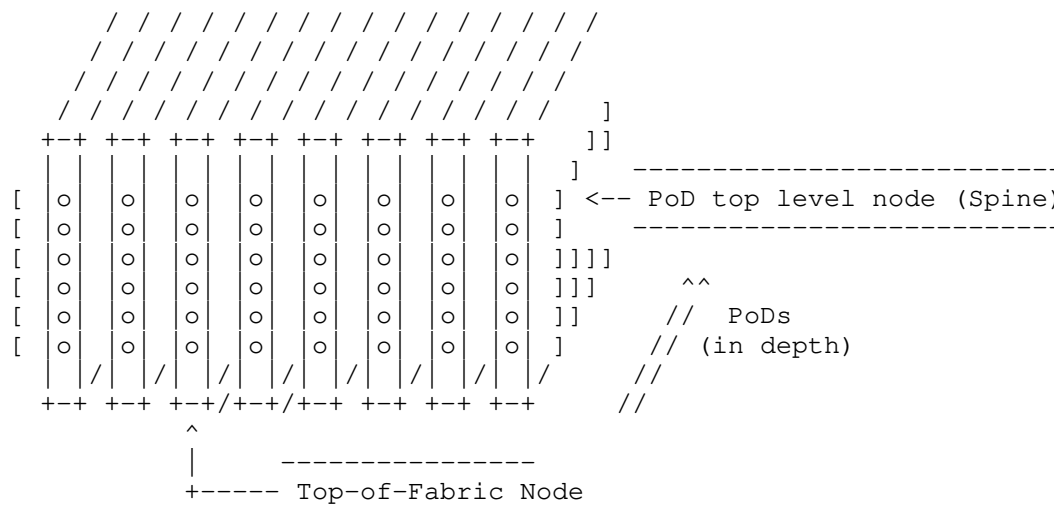 [ |o| |o| |o| |o| |o| |o| |o| |o| ] <-- PoD top level node (Spine)
[ |o| |o| |o| |o| |o| |o| |o| |o| ]
[ |o| |o| |o| |o| |o| |o| |o| |o| ]]]]
[ |o| |o| |o| |o| |o| |o| |o| |o| ]]] ^^
[ |o| |o| |o| |o| |o| |o| |o| |o| ]] // PoDs
[ |o| |o| |o| |o| |o| |o| |o| |o| ] // (in depth)
+----- Top-of-Fabric Node